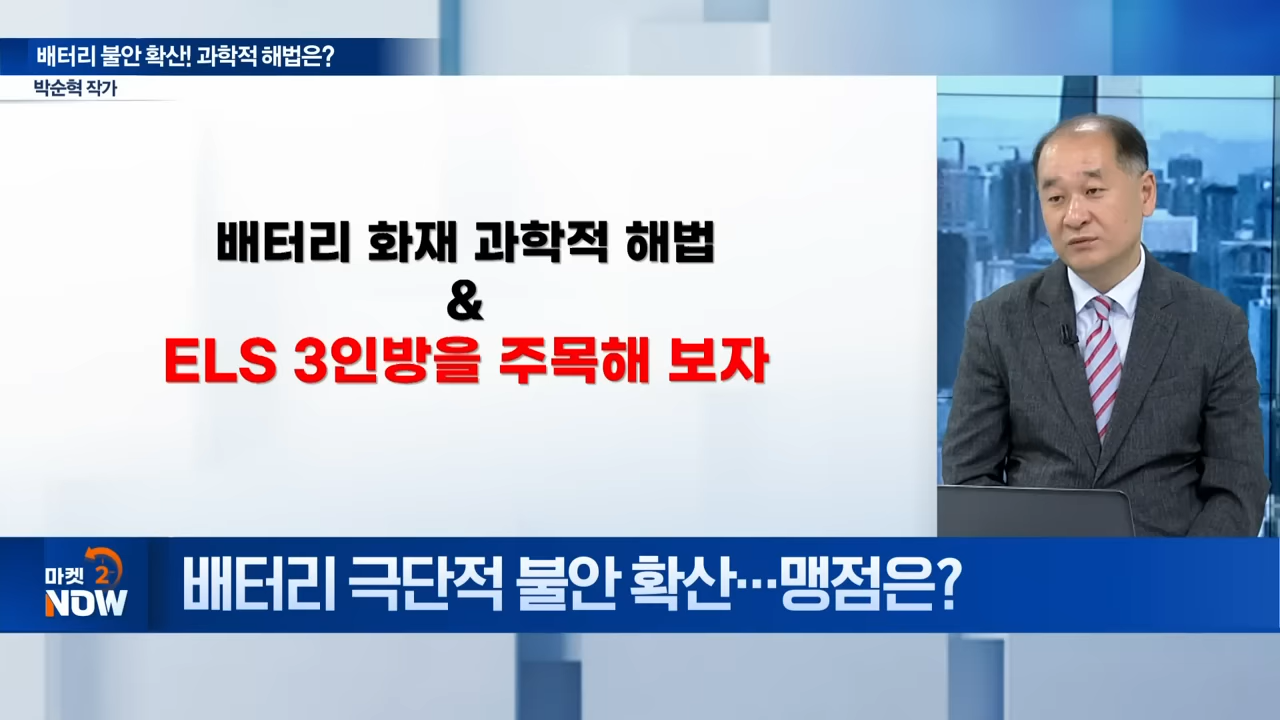 배터리 불안 확산! 과학적 해법은?
박순혁 작가
배터리 화재 과학적 해법
&
ELS 3인방을 주목해 보자
마켓 2
NOW
배터리 극단적 불안 확산…맹점은?